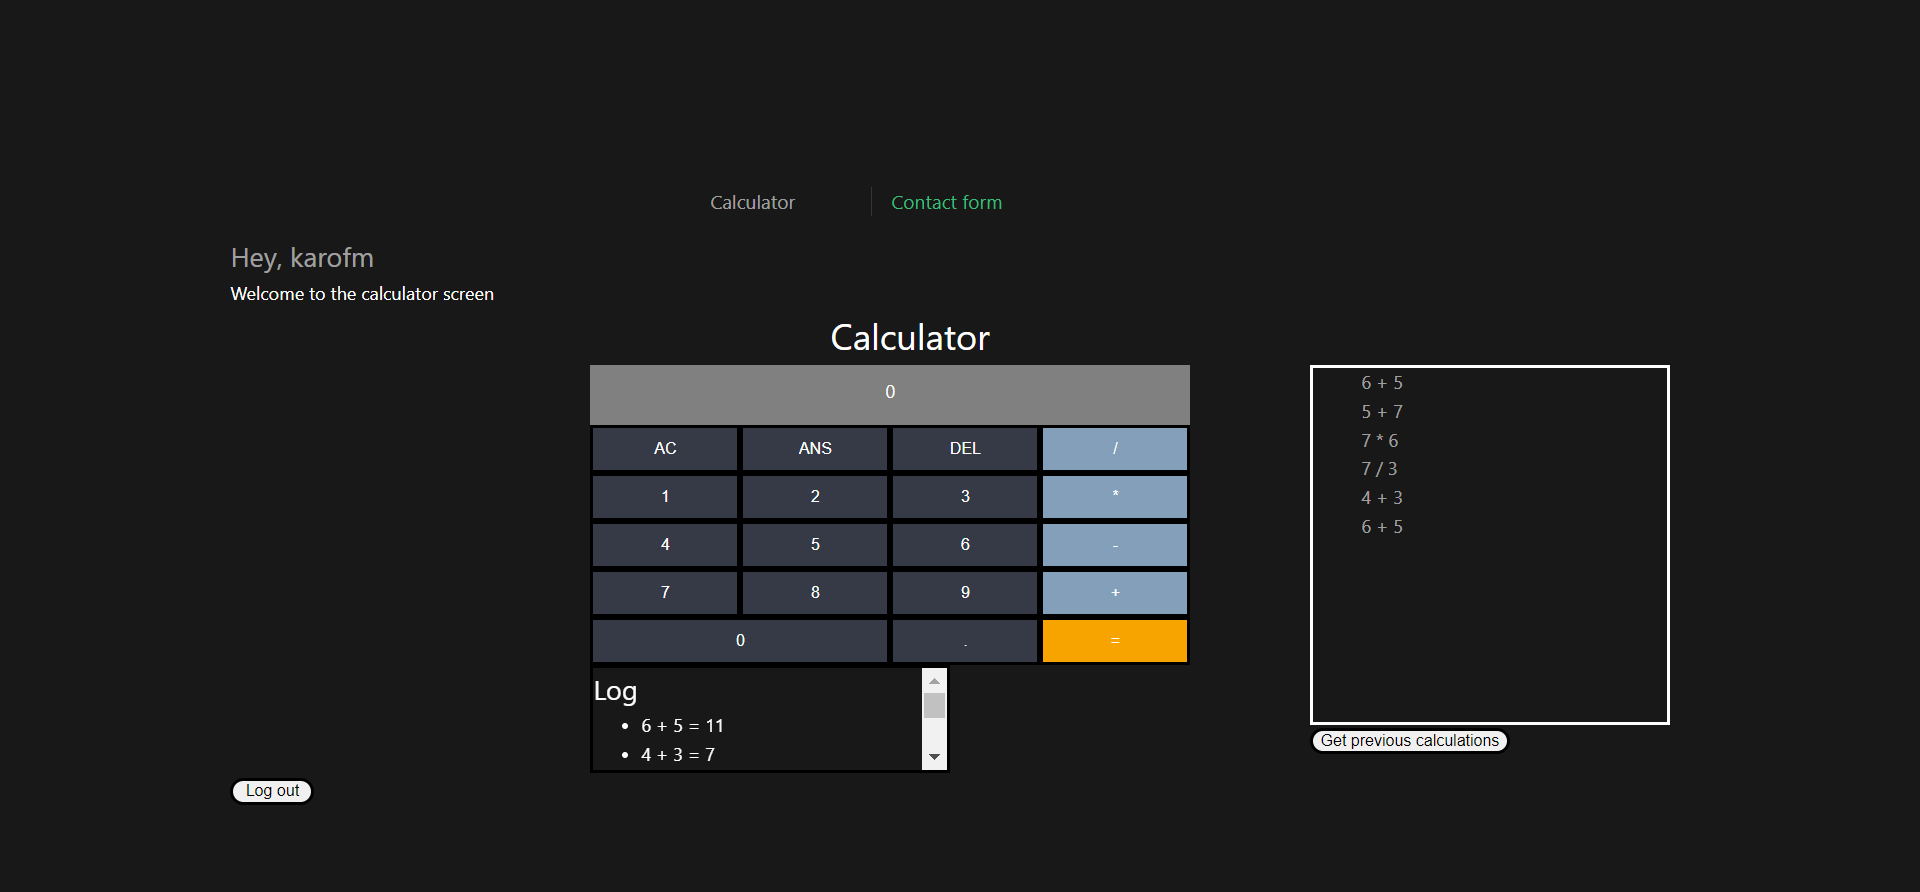 Calculator
Contact form
Hey, karofm
Welcome to the calculator screen
Calculator
0
AC ANS DEL /
1 2 3 *
4 5 6 -
7 8 9 +
0 . =
Log
• 6 + 5 = 11
• 4 + 3 = 7
6 + 5
5 + 7
7 * 6
7 / 3
4 + 3
6 + 5
Get previous calculations
Log out